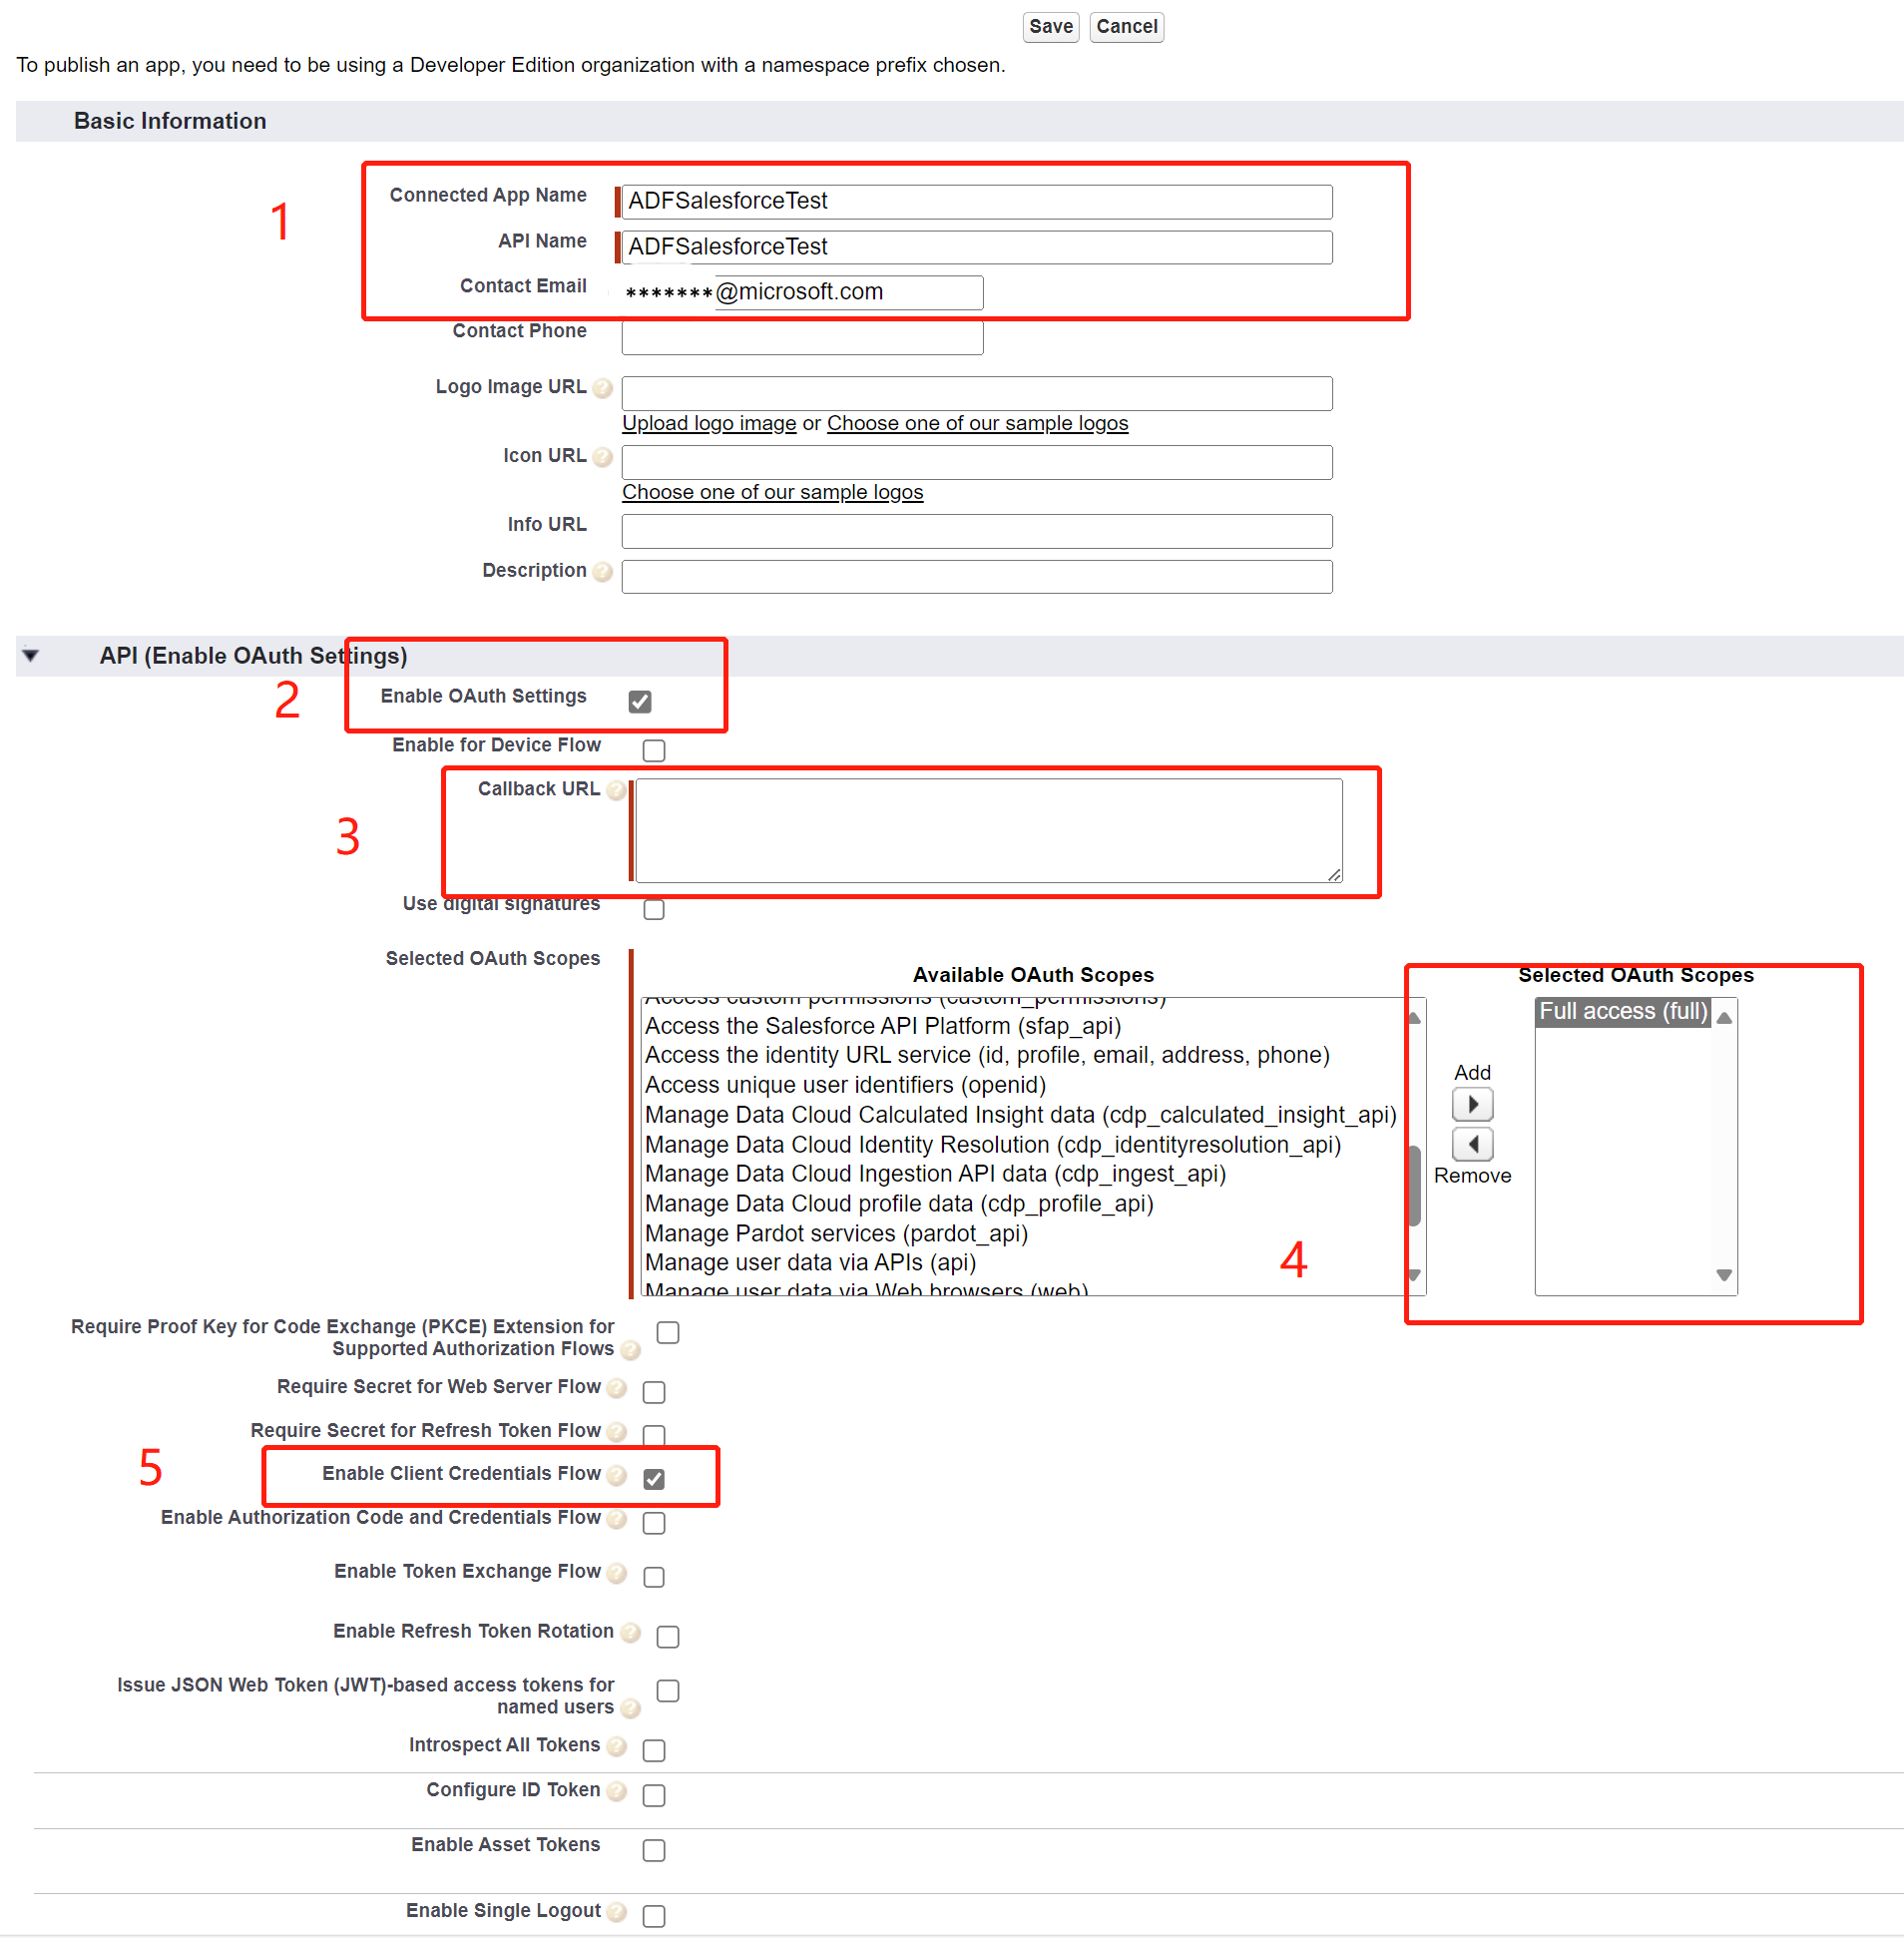 Save Cancel
To publish an app, you need to be using a Developer Edition organization with a namespace prefix chosen.
Basic Information
1
Connected App Name ADFSalesforceTest
API Name ADFSalesforceTest
Contact Email *******@microsoft.com
Contact Phone
Logo Image URL ?
Upload logo image or Choose one of our sample logos
Icon URL ?
Choose one of our sample logos
Info URL
Description ?
API (Enable OAuth Settings)
2
Enable OAuth Settings
Enable for Device Flow
3
Callback URL ?
Use digital signatures
Selected OAuth Scopes
Available OAuth Scopes
Access custom permissions (custom_permissions)
Access the Salesforce API Platform (sfap_api)
Access the identity URL service (id, profile, email, address, phone)
Access unique user identifiers (openid)
Manage Data Cloud Calculated Insight data (cdp_calculated_insight_api)
Manage Data Cloud Identity Resolution (cdp_identityresolution_api)
Manage Data Cloud Ingestion API data (cdp_ingest_api)
Manage Data Cloud profile data (cdp_profile_api)
Manage Pardot services (pardot_api)
Manage user data via APIs (api)
Manage user data via Web browsers (web)
4
Add
Remove
Selected OAuth Scopes
Full access (full)
Require Proof Key for Code Exchange (PKCE) Extension for
Supported Authorization Flows ?
Require Secret for Web Server Flow ?
Require Secret for Refresh Token Flow ?
5
Enable Client Credentials Flow ?
Enable Authorization Code and Credentials Flow ?
Enable Token Exchange Flow ?
Enable Refresh Token Rotation ?
Issue JSON Web Token (JWT)-based access tokens for
named users ?
Introspect All Tokens ?
Configure ID Token ?
Enable Asset Tokens
Enable Single Logout ?